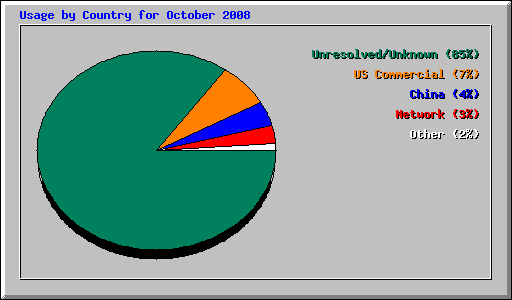 Usage by Country for October 2008
Unresolved/Unknown (85%)
US Commercial (7%)
China (4%)
Network (3%)
Other (2%)